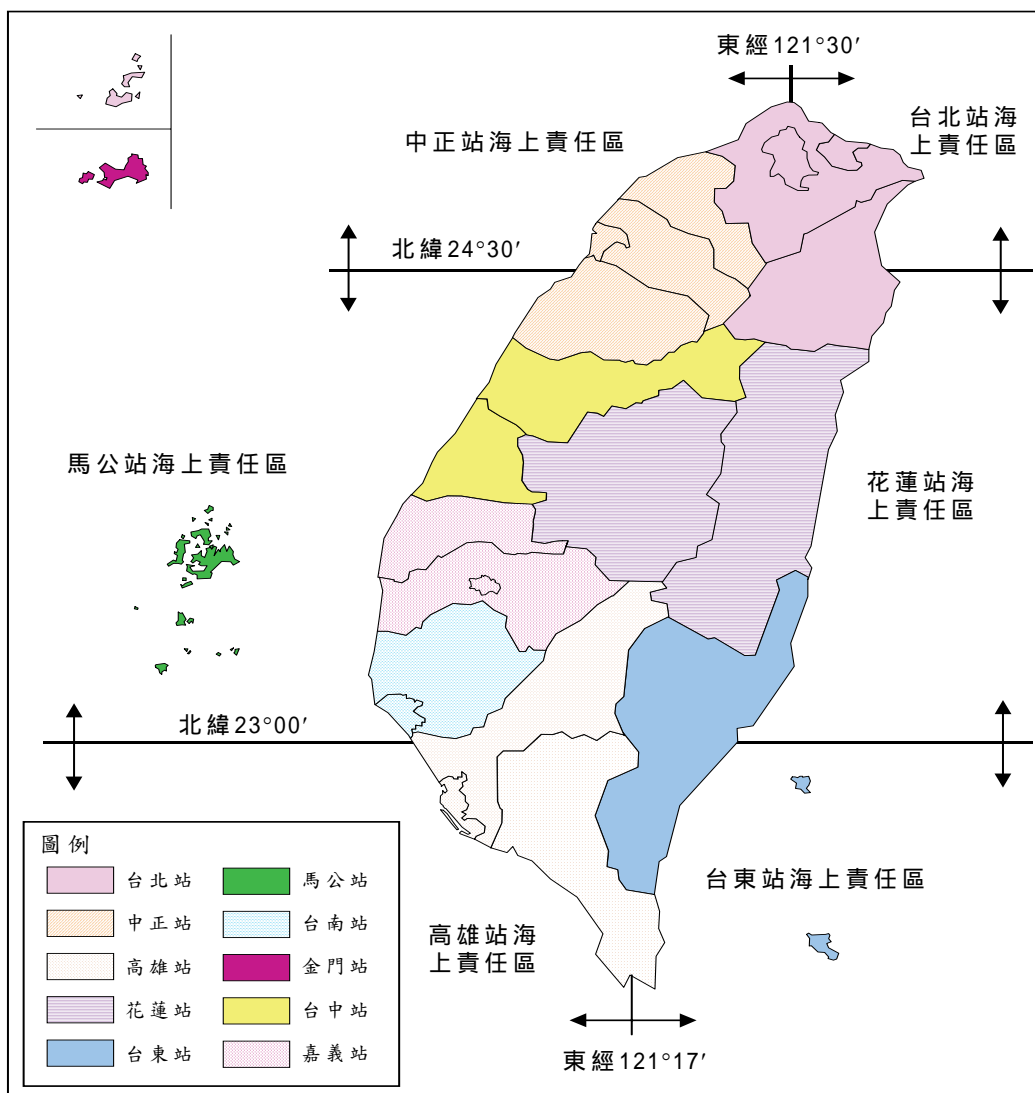 東經121°30′
中正站海上責任區
台北站海
上責任區
北緯24°30′
馬公站海上責任區
花蓮站海
上責任區
北緯23°00′
台東站海上責任區
高雄站海
上責任區
東經121°17′
圖例
台北站
馬公站
中正站
台南站
高雄站
金門站
花蓮站
台中站
台東站
嘉義站